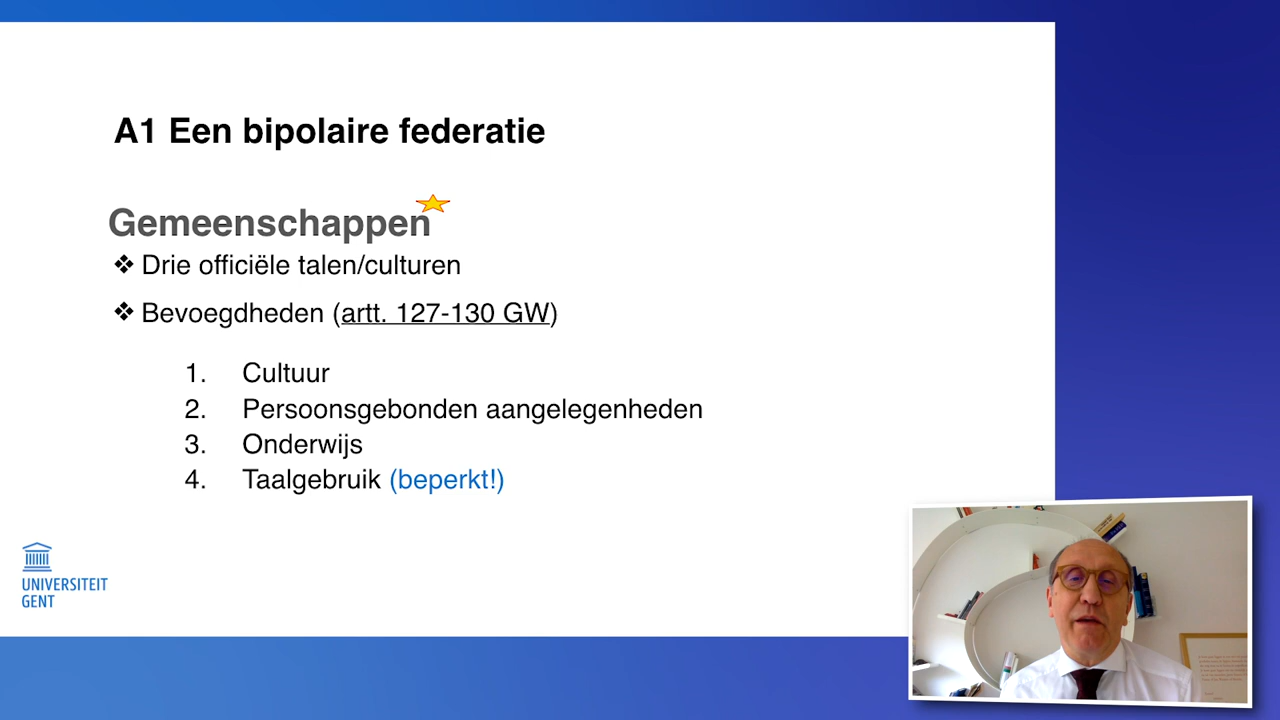 A1 Een bipolaire federatie
Gemeenschappen
❖ Drie officiële talen/culturen
❖ Bevoegdheden (artt. 127-130 GW)
1. Cultuur
2. Persoonsgebonden aangelegenheden
3. Onderwijs
4. Taalgebruik (beperkt!)
UNIVERSITEIT
GENT